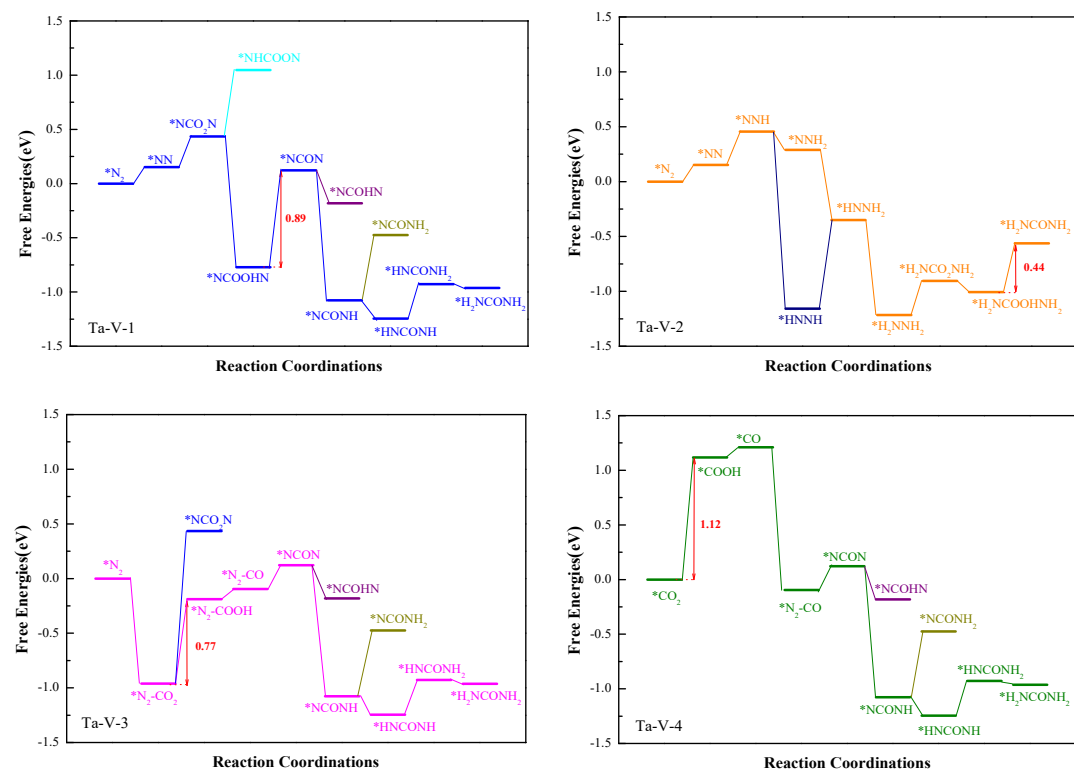 1.5
1.0
0.5
0.0
-0.5
-1.0
-1.5
Free Energies(eV)
*N₂
*NN
*NCO₂N
*NHCOON
*NCOOHN
0.89
*NCON
*NCOHN
*NCONH₂
*NCONH
*HNCONH
*HNCONH₂
*H₂NCONH₂
Ta-V-1
Reaction Coordinations
1.5
1.0
0.5
0.0
-0.5
-1.0
-1.5
Free Energies(eV)
*N₂
*NN
*NNH
*NNH₂
*HNNH
*HNNH₂
*H₂NNH₂
*H₂NCO₂NH₂
*H₂NCOOHNH₂
*H₂NCONH₂
0.44
Ta-V-2
Reaction Coordinations
1.5
1.0
0.5
0.0
-0.5
-1.0
-1.5
Free Energies(eV)
*N₂
*N₂-CO₂
*NCO₂N
*N₂-COOH
0.77
*N₂-CO
*NCON
*NCOHN
*NCONH₂
*NCONH
*HNCONH
*HNCONH₂
*H₂NCONH₂
Ta-V-3
Reaction Coordinations
1.5
1.0
0.5
0.0
-0.5
-1.0
-1.5
Free Energies(eV)
*CO₂
*COOH
1.12
*CO
*N₂-CO
*NCON
*NCOHN
*NCONH₂
*NCONH
*HNCONH
*HNCONH₂
*H₂NCONH₂
Ta-V-4
Reaction Coordinations